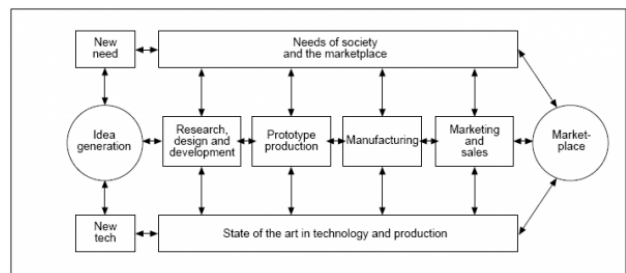 New
need
Needs of society
and the marketplace
Idea
generation
Research,
design and
development
Prototype
production
Manufacturing
Marketing
and
sales
Market-
place
New
tech
State of the art in technology and production